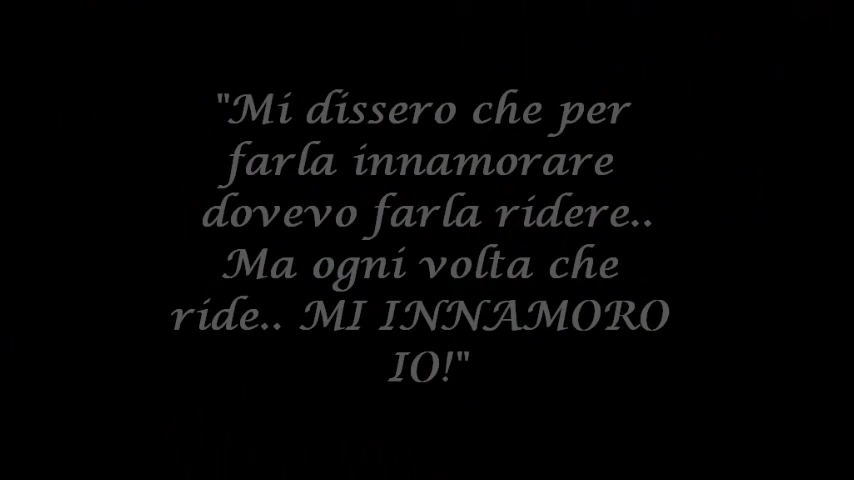 "Mi dissero che per
farla innamorare
dovevo farla ridere..
Ma ogni volta che
ride.. MI INNAMORO
IO!"